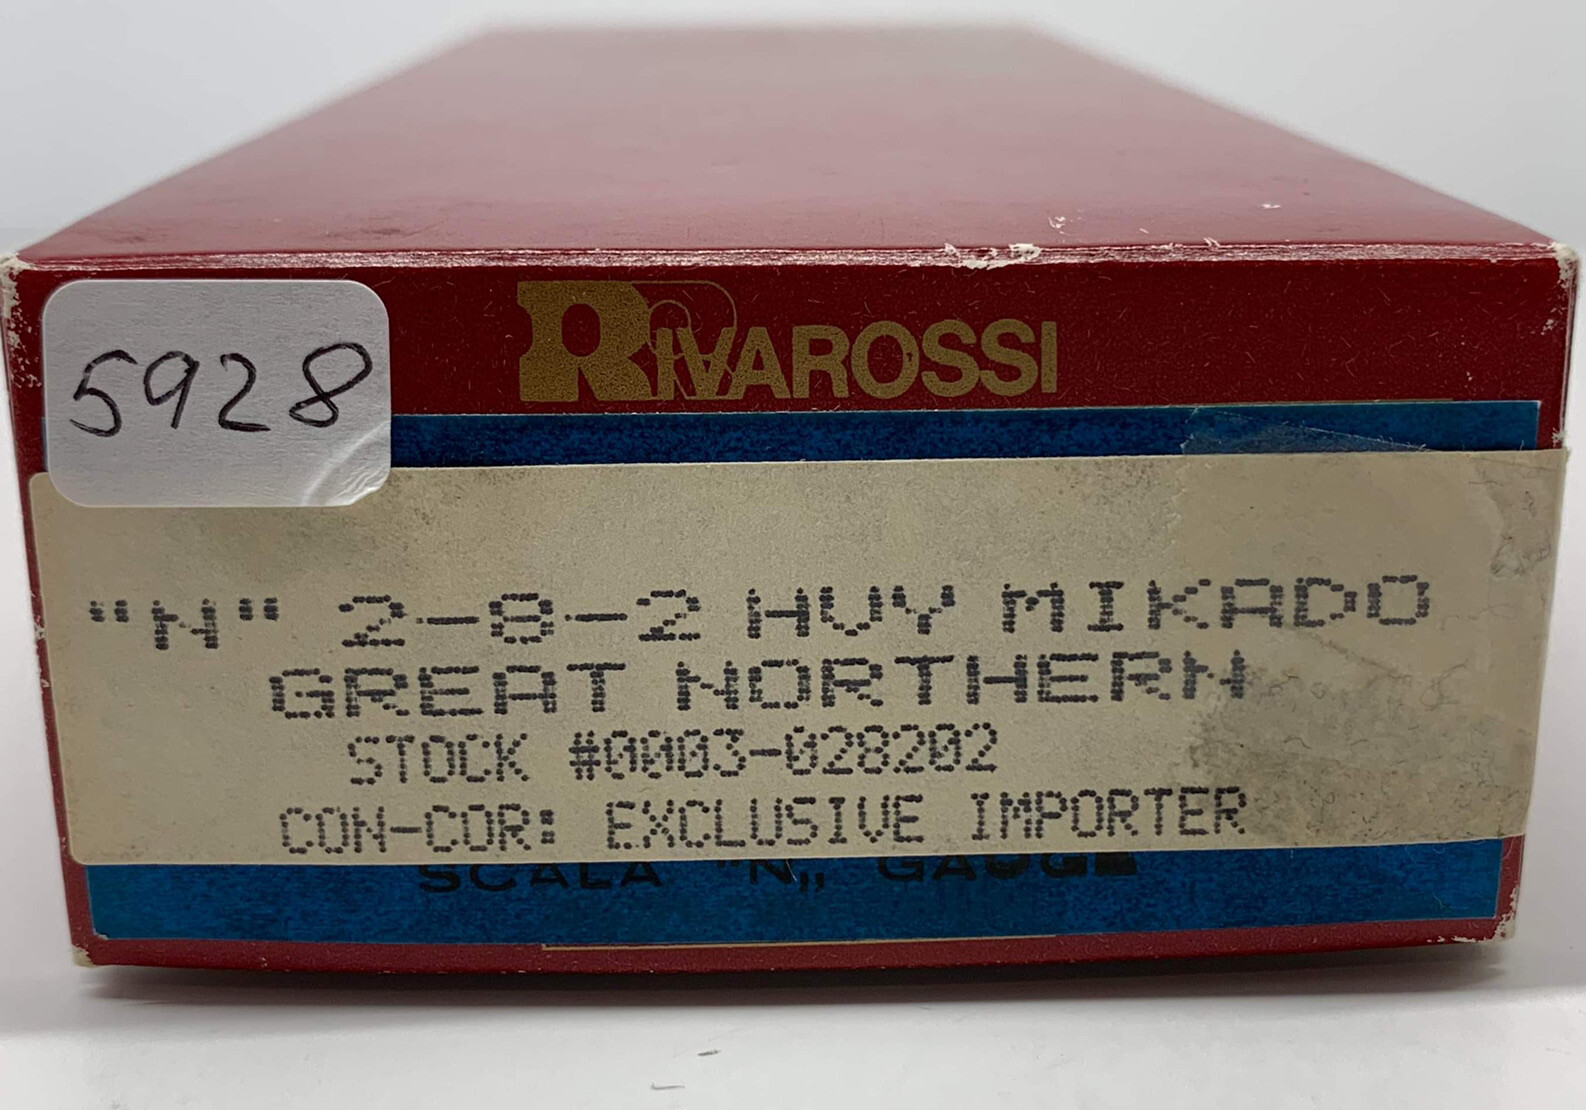 RIVAROSSI
5928
"N" 2-8-2 HVY MIKADO
GREAT NORTHERN
STOCK #0003-028202
CON-COR: EXCLUSIVE IMPORTER
SCALA "N„ GAUGE